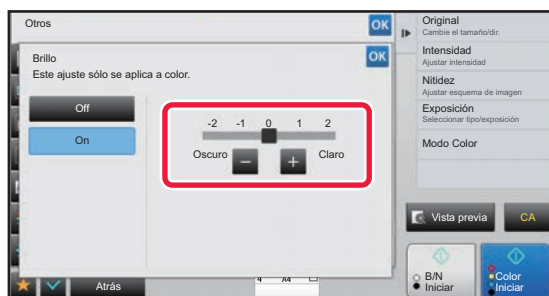 Otros
OK
Brillo
OK
Este ajuste sólo se aplica a color.
Off
On
-2 -1 0 1 2
Oscuro
Claro
Atrás
A4
Original
Cambie el tamaño/dir.
Intensidad
Ajustar intensidad
Nitidez
Ajustar esquema de imagen
Exposición
Seleccionar tipo/exposición
Modo Color
Vista previa
CA
B/N
Iniciar
Color
Iniciar